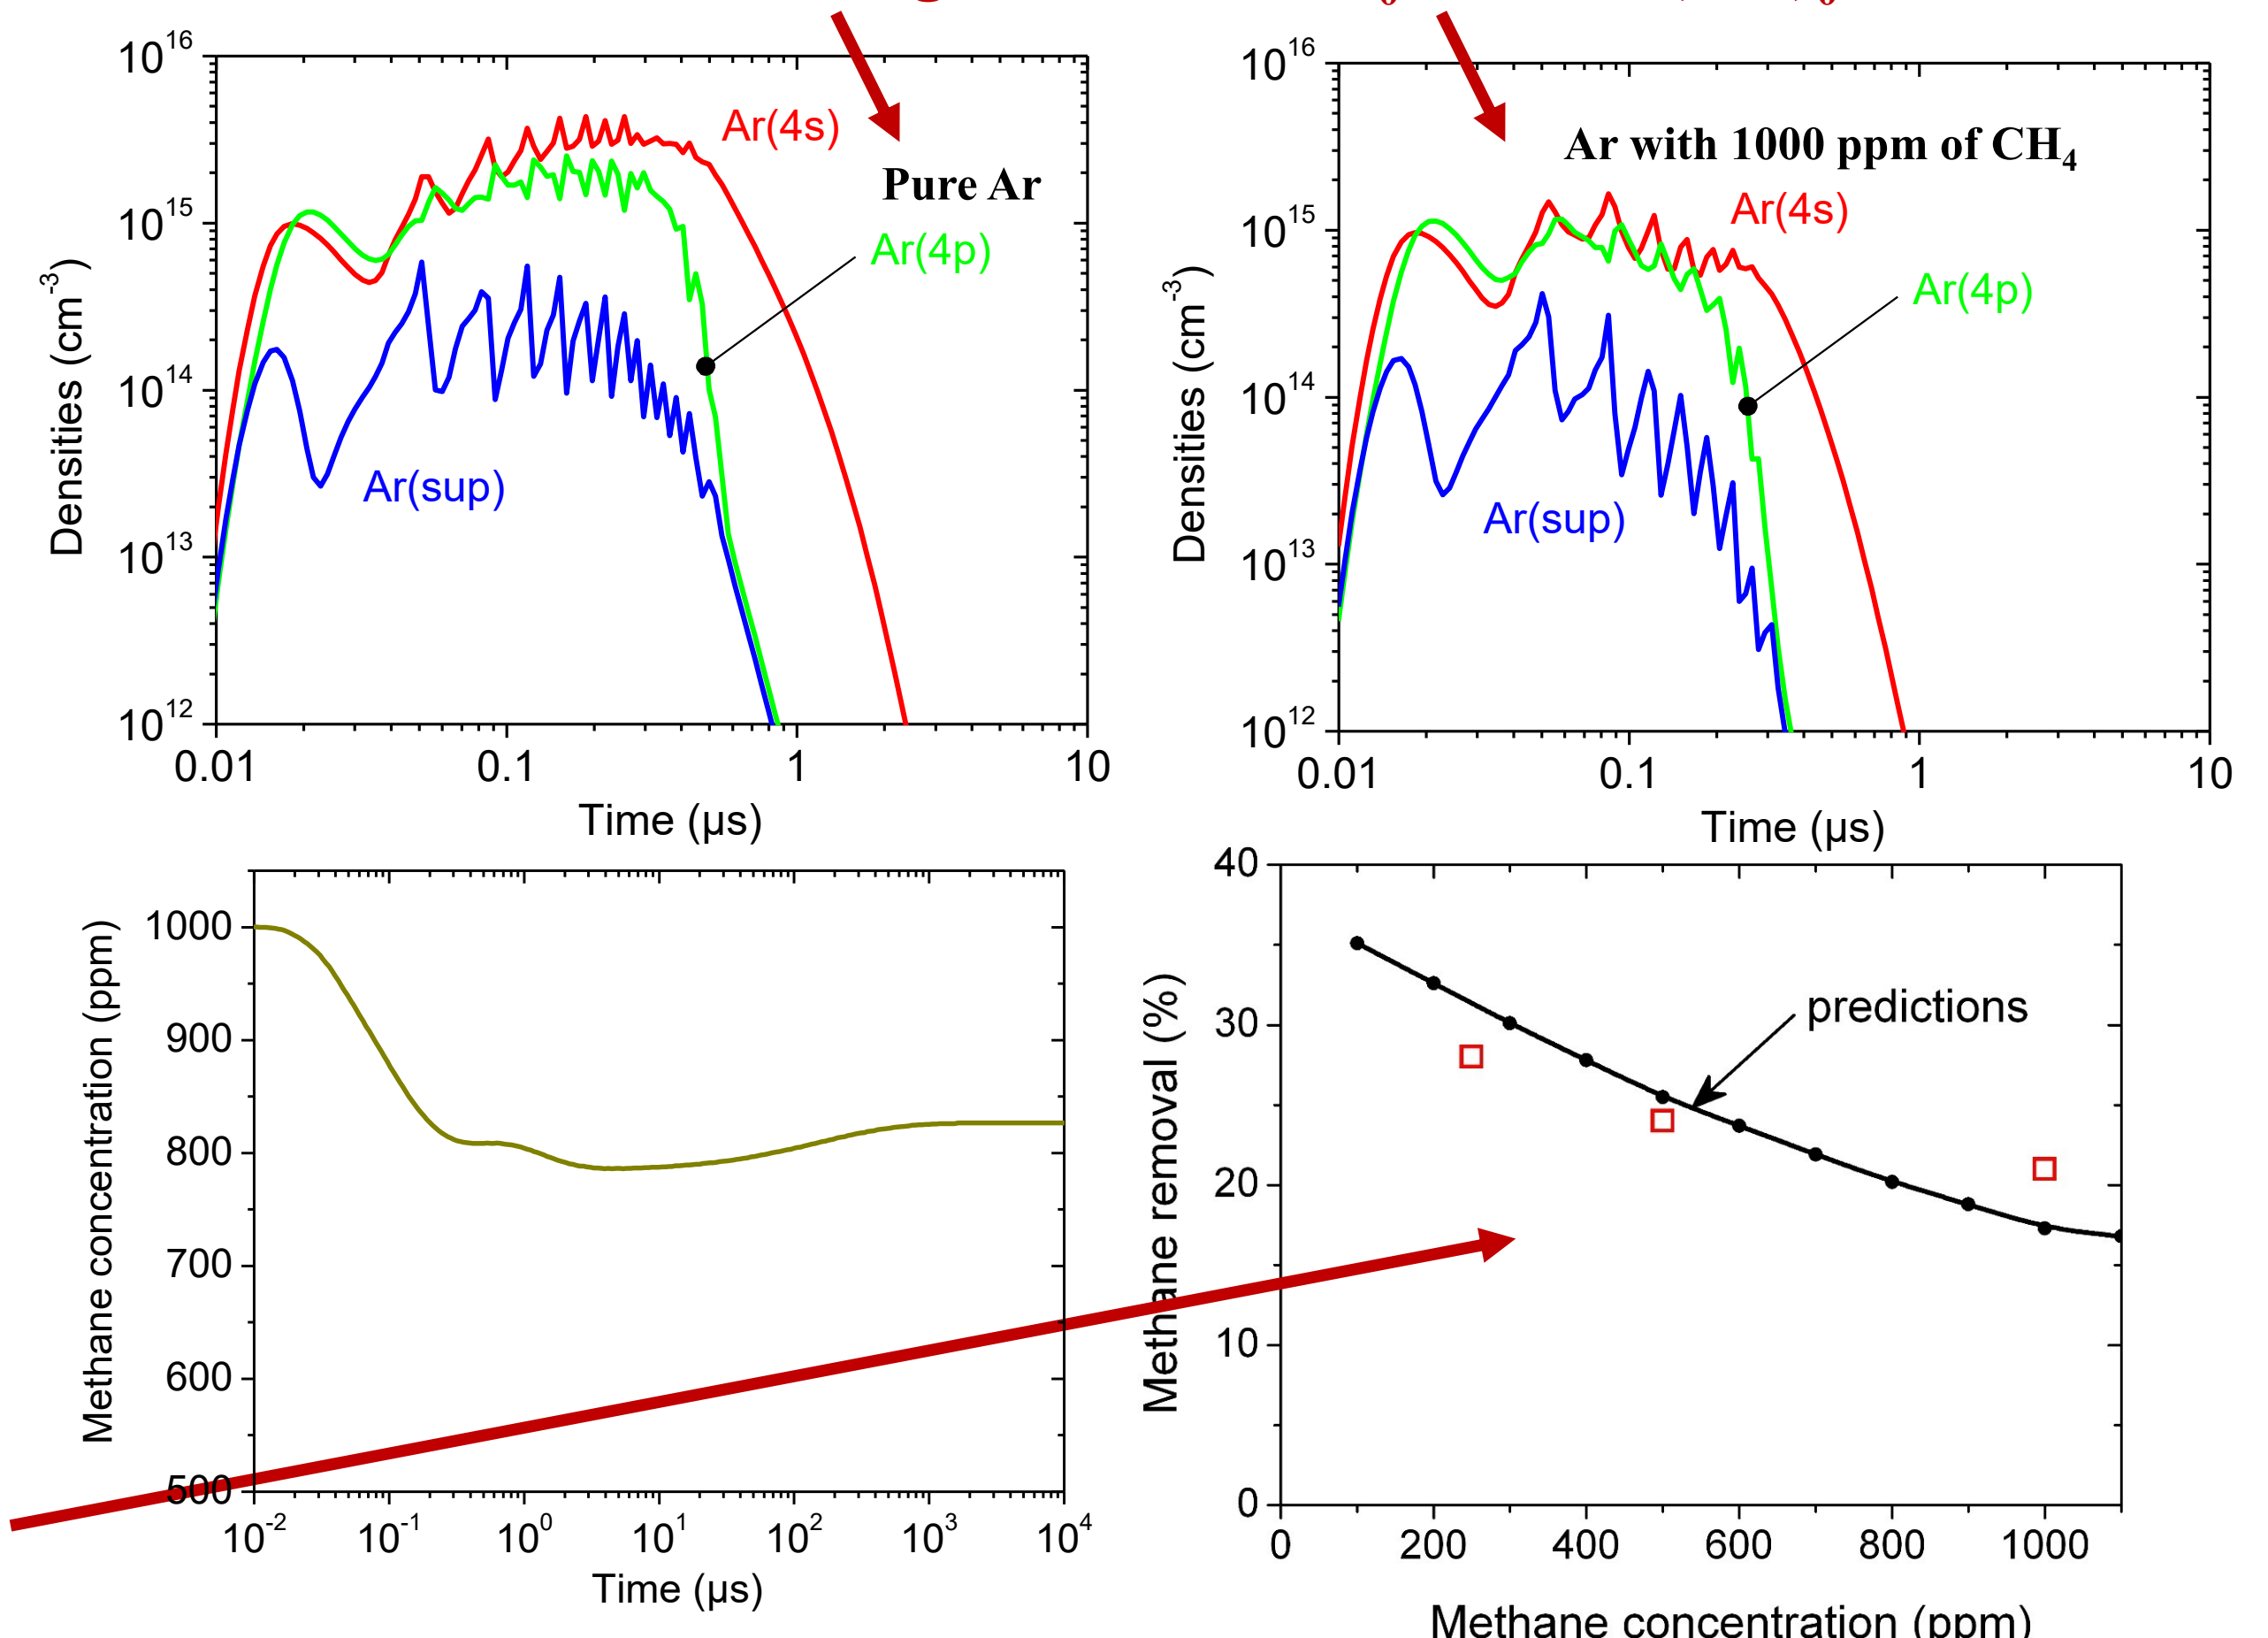 10^16
10^15
10^14
10^13
10^12
Densities (cm^-3)
Ar(4s)
Pure Ar
Ar(4p)
Ar(sup)
0.01 0.1 1 10
Time (µs)
10^16
10^15
10^14
10^13
10^12
Densities (cm^-3)
Ar with 1000 ppm of CH4
Ar(4s)
Ar(4p)
Ar(sup)
0.01 0.1 1 10
Time (µs)
1000
900
800
700
600
500
Methane concentration (ppm)
10^-2 10^-1 10^0 10^1 10^2 10^3 10^4
Time (µs)
40
30
20
10
0
Methane removal (%)
predictions
0 200 400 600 800 1000
Methane concentration (ppm)